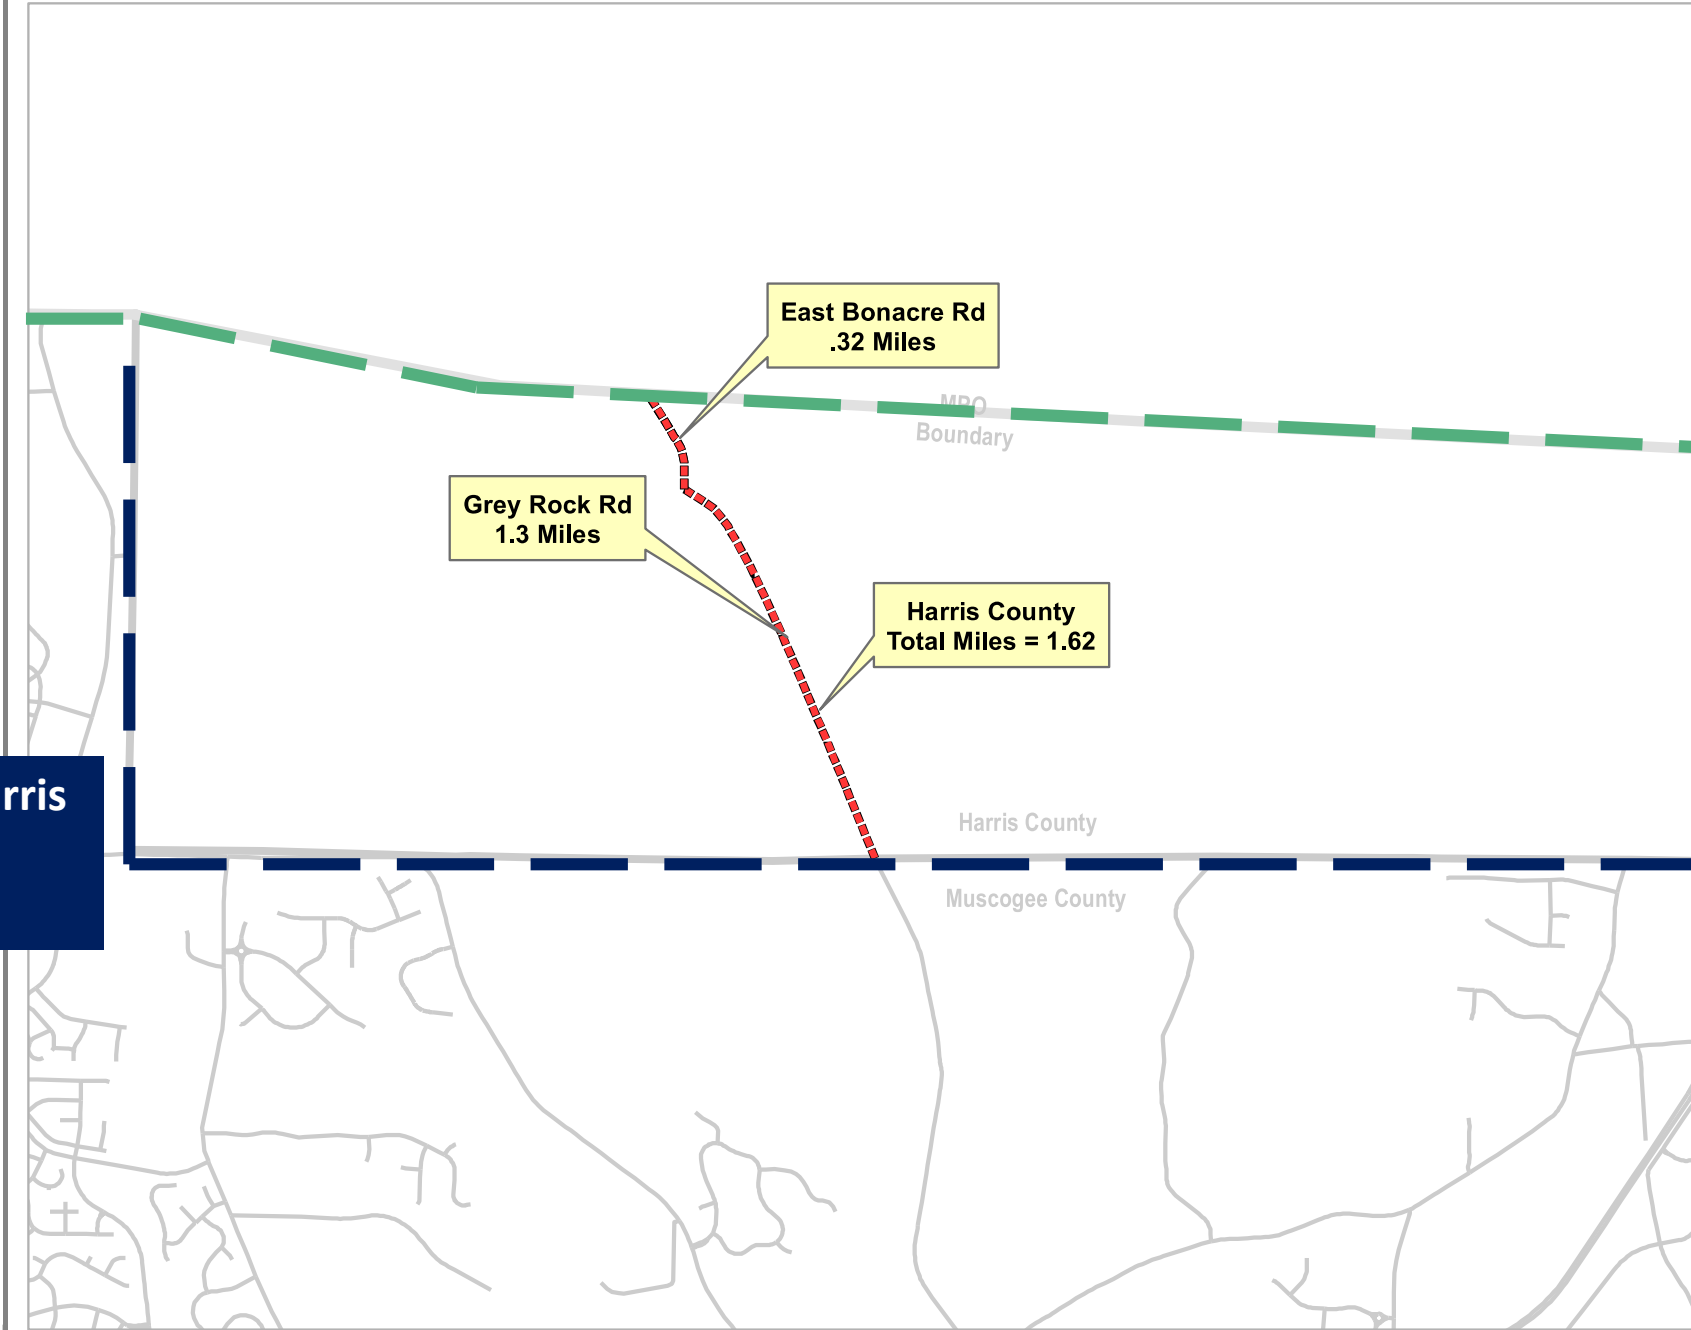 East Bonacre Rd
.32 Miles
MPO
Boundary
Grey Rock Rd
1.3 Miles
Harris County
Total Miles = 1.62
rris
Harris County
Muscogee County